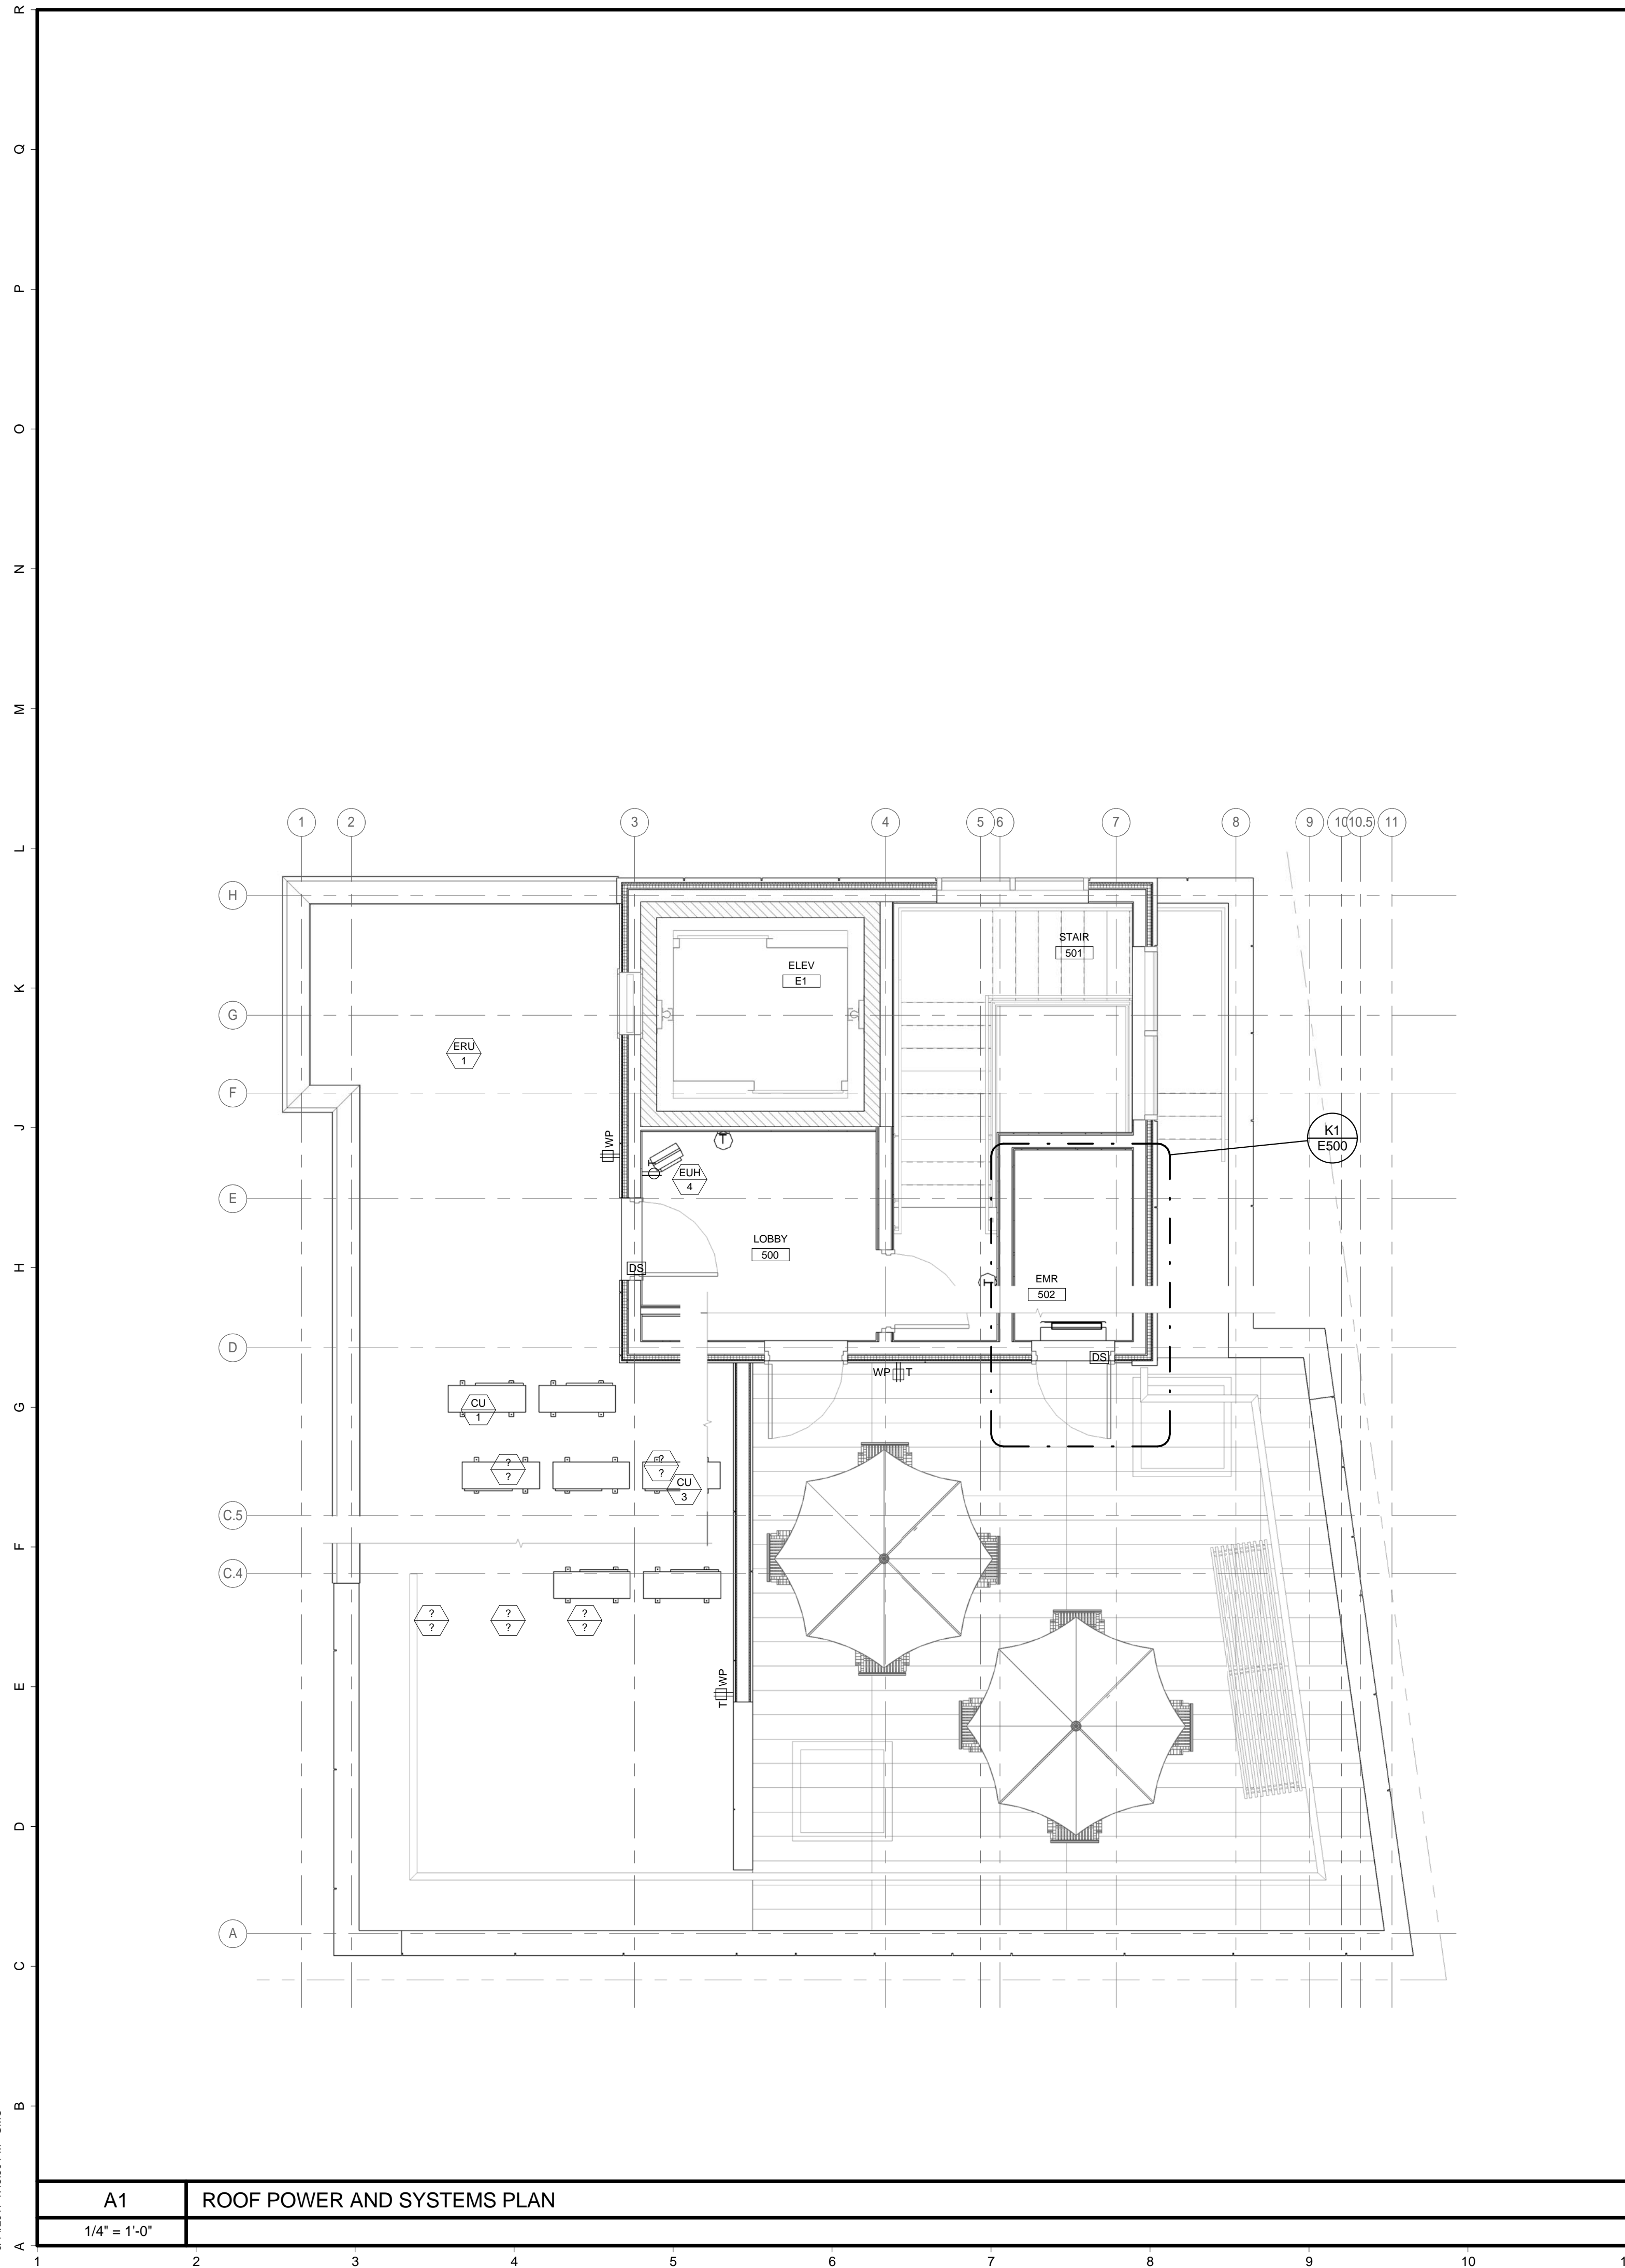 R
Q
P
O
N
M
L
K
J
H
G
F
E
D
C
B
A
1 2 3 4 5 6 7 8 9 10 10.5 11
H
G
F
E
D
C.5
C.4
A
STAIR
501
ELEV
E1
ERU
1
WP
T
EUH
4
K1
E500
LOBBY
500
DS
T
EMR
502
DS
WP T
CU
1
?
?
?
?
CU
3
?
?
?
?
?
?
T WP
A1
ROOF POWER AND SYSTEMS PLAN
1/4" = 1'-0"
1 2 3 4 5 6 7 8 9 10